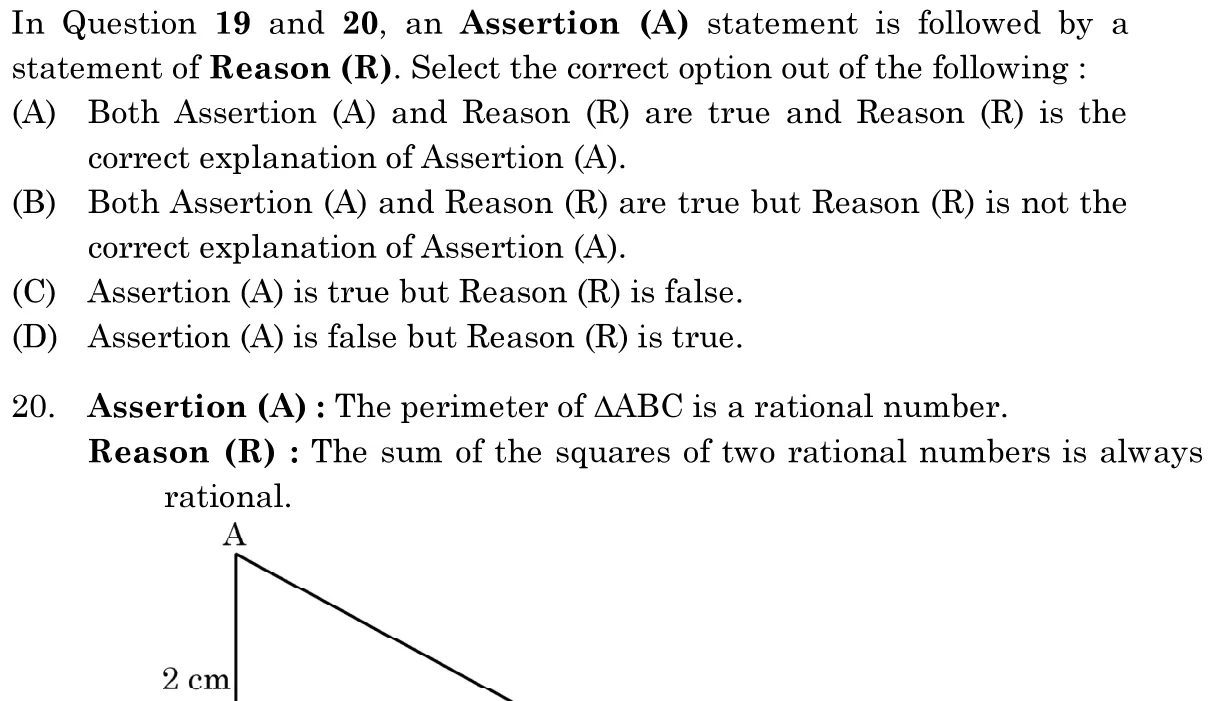 In Question 19 and 20, an Assertion (A) statement is followed by a
statement of Reason (R). Select the correct option out of the following :
(A) Both Assertion (A) and Reason (R) are true and Reason (R) is the
correct explanation of Assertion (A).
(B) Both Assertion (A) and Reason (R) are true but Reason (R) is not the
correct explanation of Assertion (A).
(C) Assertion (A) is true but Reason (R) is false.
(D) Assertion (A) is false but Reason (R) is true.
20. Assertion (A) : The perimeter of ΔABC is a rational number.
Reason (R) : The sum of the squares of two rational numbers is always
rational.
A
2 cm